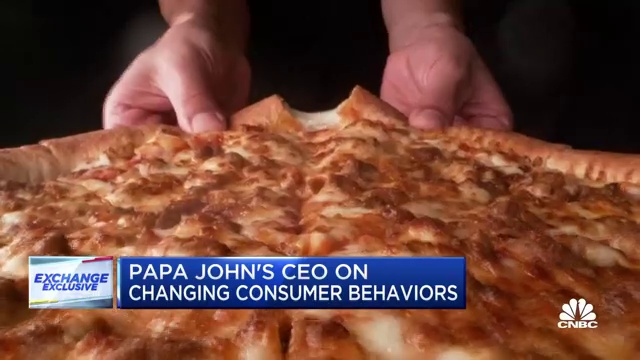 EXCHANGE
EXCLUSIVE
PAPA JOHN'S CEO ON
CHANGING CONSUMER BEHAVIORS
CNBC